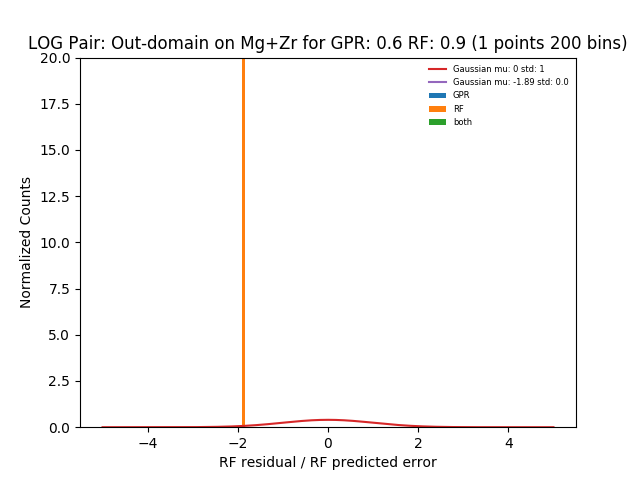 LOG Pair: Out-domain on Mg+Zr for GPR: 0.6 RF: 0.9 (1 points 200 bins)
20.0
17.5
15.0
12.5
10.0
7.5
5.0
2.5
0.0
Normalized Counts
Gaussian mu: 0 std: 1
Gaussian mu: -1.89 std: 0.0
GPR
RF
both
−4 −2 0 2 4
RF residual / RF predicted error